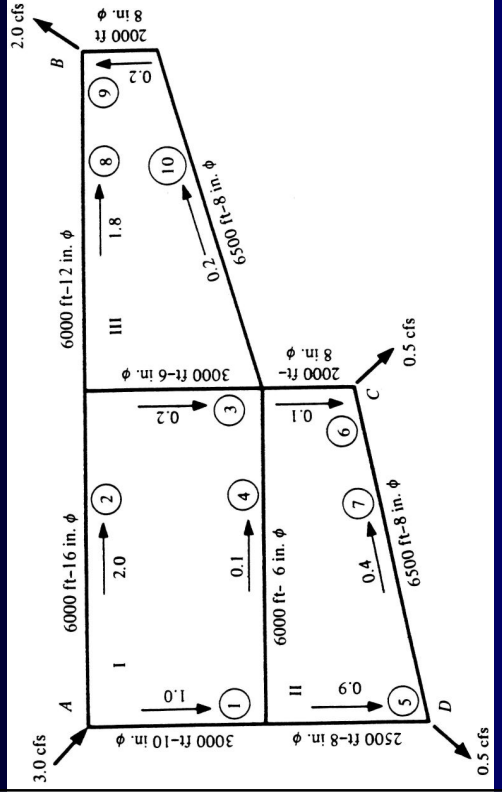 2.0 cfs
B
2000 ft
8 in. φ
0.2
9
8
1.8
6000 ft-12 in. φ
10
0.2
6500 ft-8 in. φ
III
3000 ft-6 in. φ
0.2
3
2000 ft-
8 in. φ
0.1
6
0.5 cfs
C
6000 ft-16 in. φ
2
2.0
4
0.1
6000 ft- 6 in. φ
7
0.4
6500 ft-8 in. φ
I
A
3.0 cfs
1.0
1
3000 ft-10 in. φ
II
0.9
5
2500 ft-8 in. φ
D
0.5 cfs